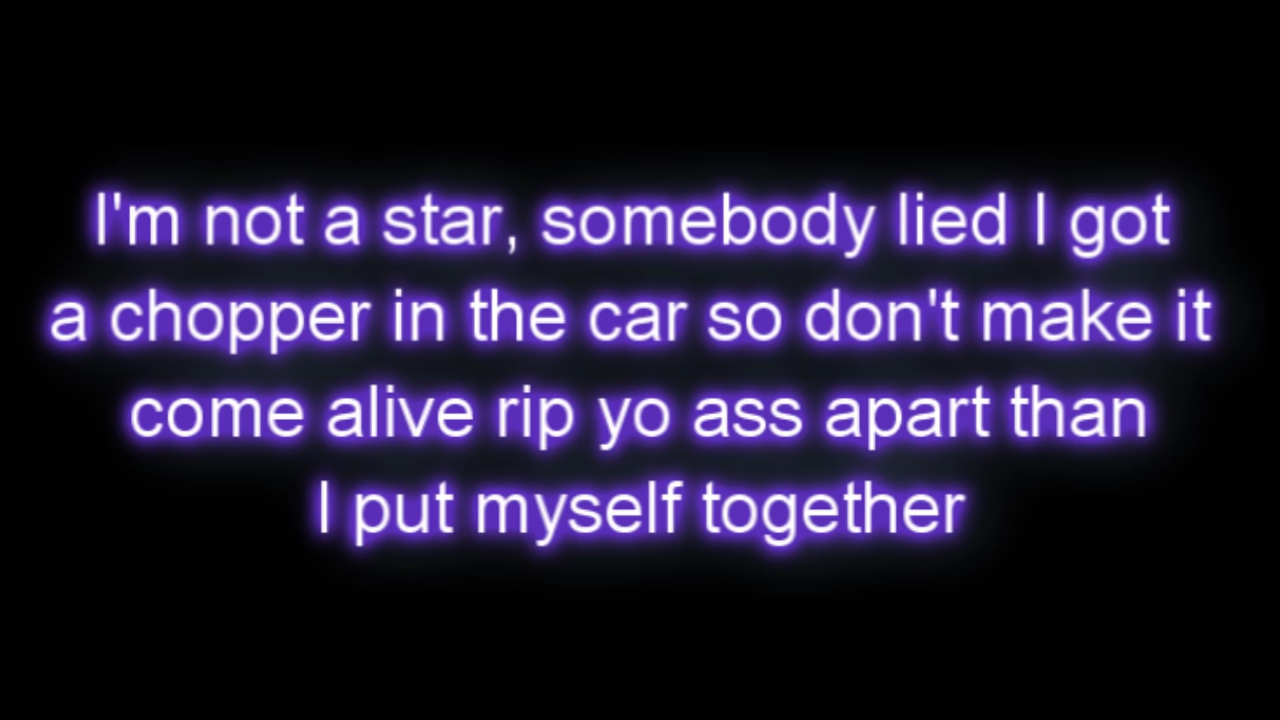 I'm not a star, somebody lied I got
a chopper in the car so don't make it
come alive rip yo ass apart than
I put myself together